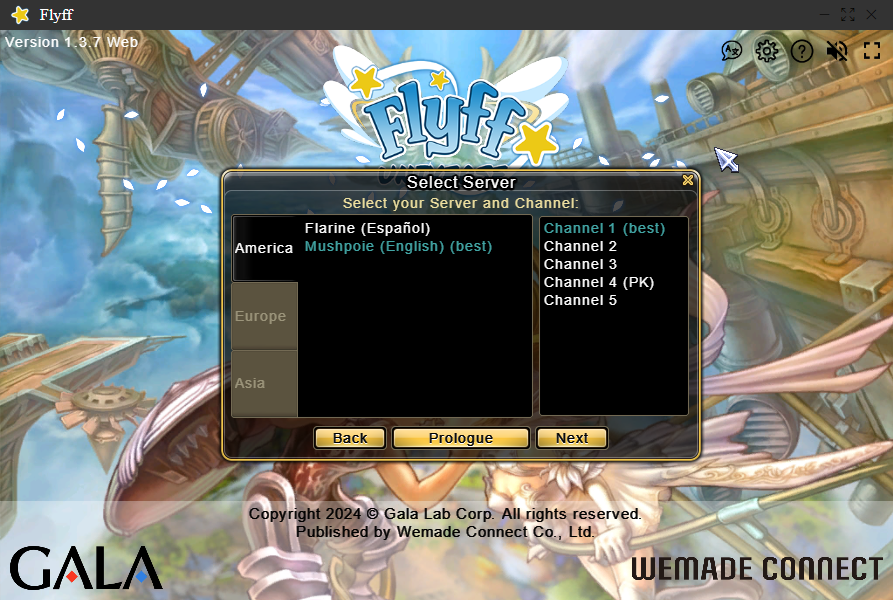 Flyff
Version 1.3.7 Web
Flyff
UNIVERSE
Select Server
Select your Server and Channel:
America
Europe
Asia
Flarine (Español)
Mushpoie (English) (best)
Channel 1 (best)
Channel 2
Channel 3
Channel 4 (PK)
Channel 5
Back
Prologue
Next
Copyright 2024 © Gala Lab Corp. All rights reserved.
Published by Wemade Connect Co., Ltd.
GALA
WEMADE CONNECT